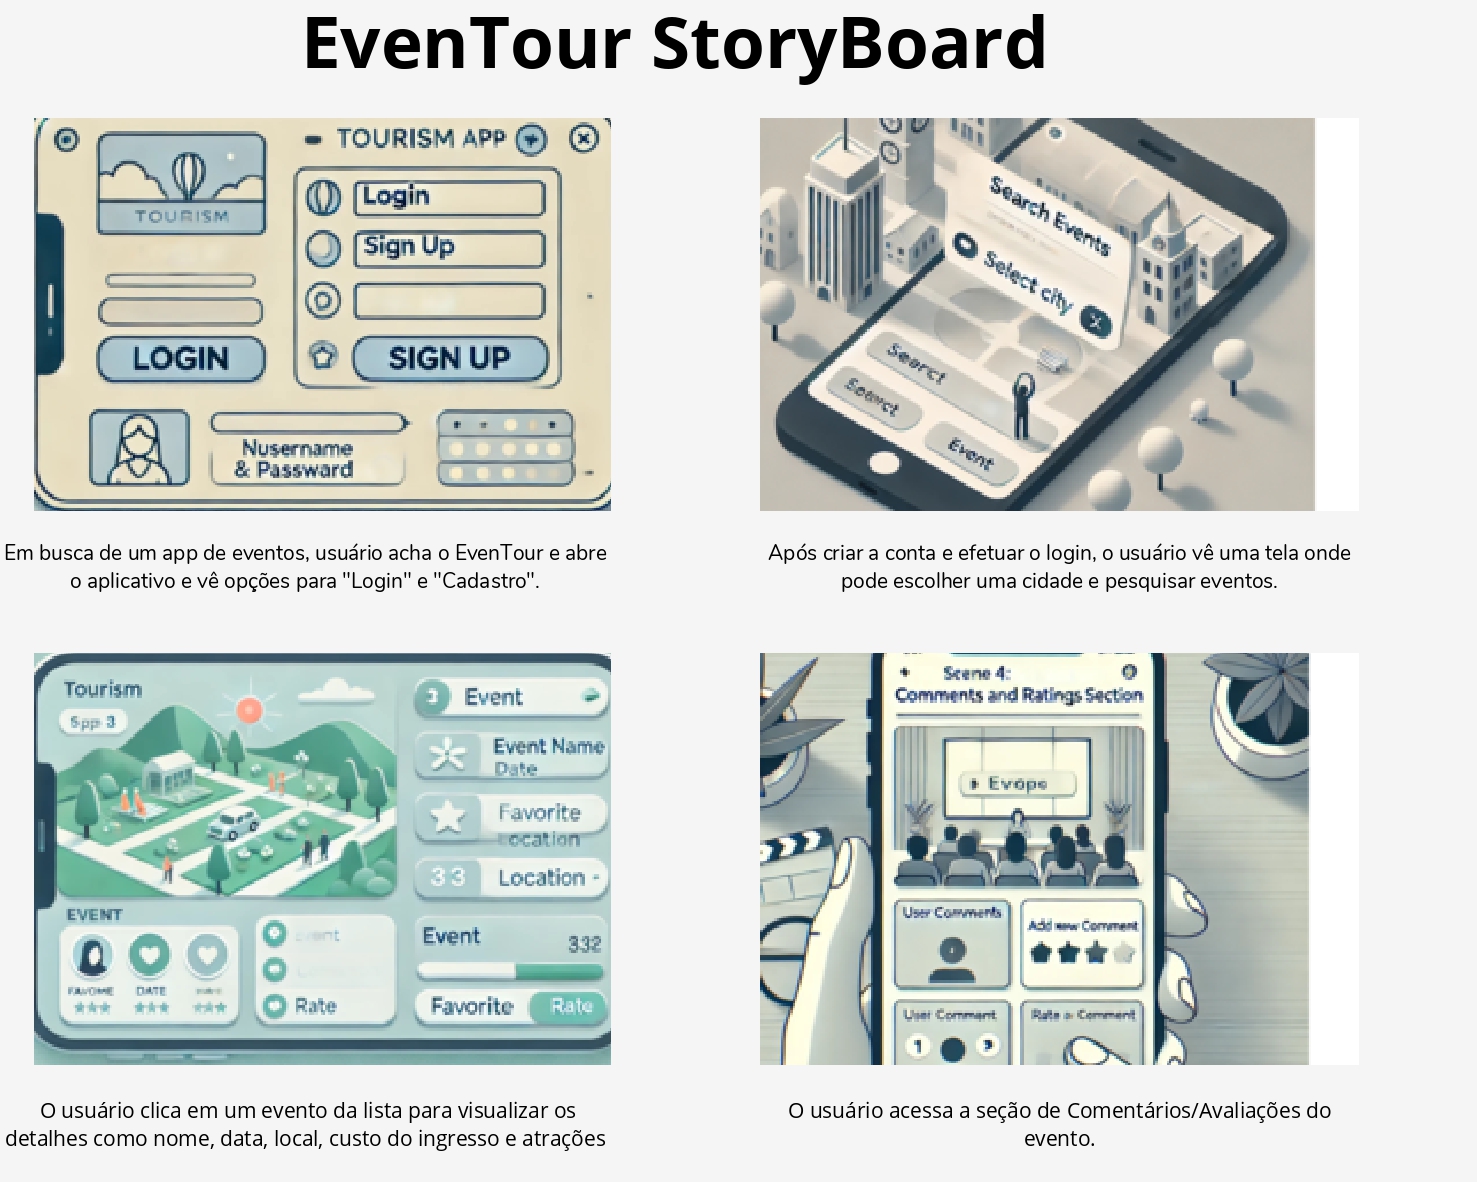 EvenTour StoryBoard
TOURISM APP
TOURISM
Login
Sign Up
LOGIN
SIGN UP
Nusername
& Passward
Search Events
Select city
Searct
Searct
Event
Em busca de um app de eventos, usuário acha o EvenTour e abre
o aplicativo e vê opções para "Login" e "Cadastro".
Após criar a conta e efetuar o login, o usuário vê uma tela onde
pode escolher uma cidade e pesquisar eventos.
Tourism
Spp 3
3 Event
Event Name
Date
Favorite
Location
33 Location -
EVENT
FAVOME
DATE
Rate
Event
332
Favorite
Rate
Scene 4:
Comments and Ratings Section
Evope
User Comments
Add new Comment
User Comment
Rate a Comment
1
O usuário clica em um evento da lista para visualizar os
detalhes como nome, data, local, custo do ingresso e atrações
O usuário acessa a seção de Comentários/Avaliações do
evento.